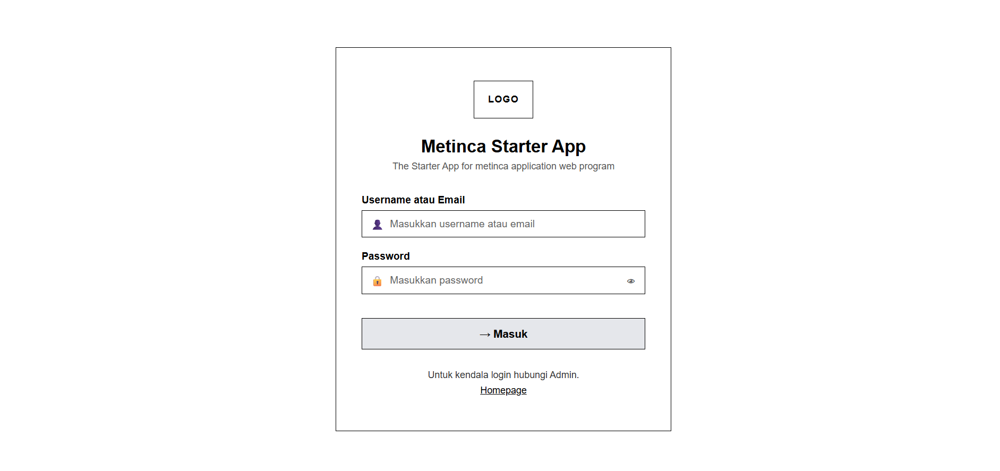 LOGO
Metinca Starter App
The Starter App for metinca application web program
Username atau Email
Masukkan username atau email
Password
Masukkan password
→ Masuk
Untuk kendala login hubungi Admin.
Homepage